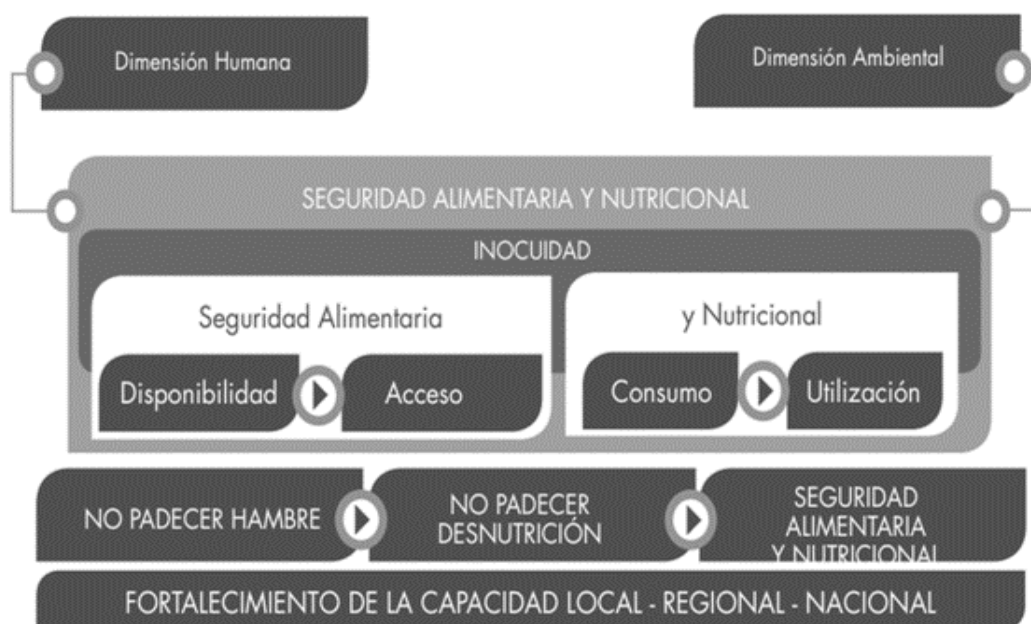 Dimensión Humana
Dimensión Ambiental
SEGURIDAD ALIMENTARIA Y NUTRICIONAL
INOCUIDAD
Seguridad Alimentaria
y Nutricional
Disponibilidad
Acceso
Consumo
Utilización
NO PADECER HAMBRE
NO PADECER
DESNUTRICIÓN
SEGURIDAD
ALIMENTARIA
Y NUTRICIONAL
FORTALECIMIENTO DE LA CAPACIDAD LOCAL - REGIONAL - NACIONAL